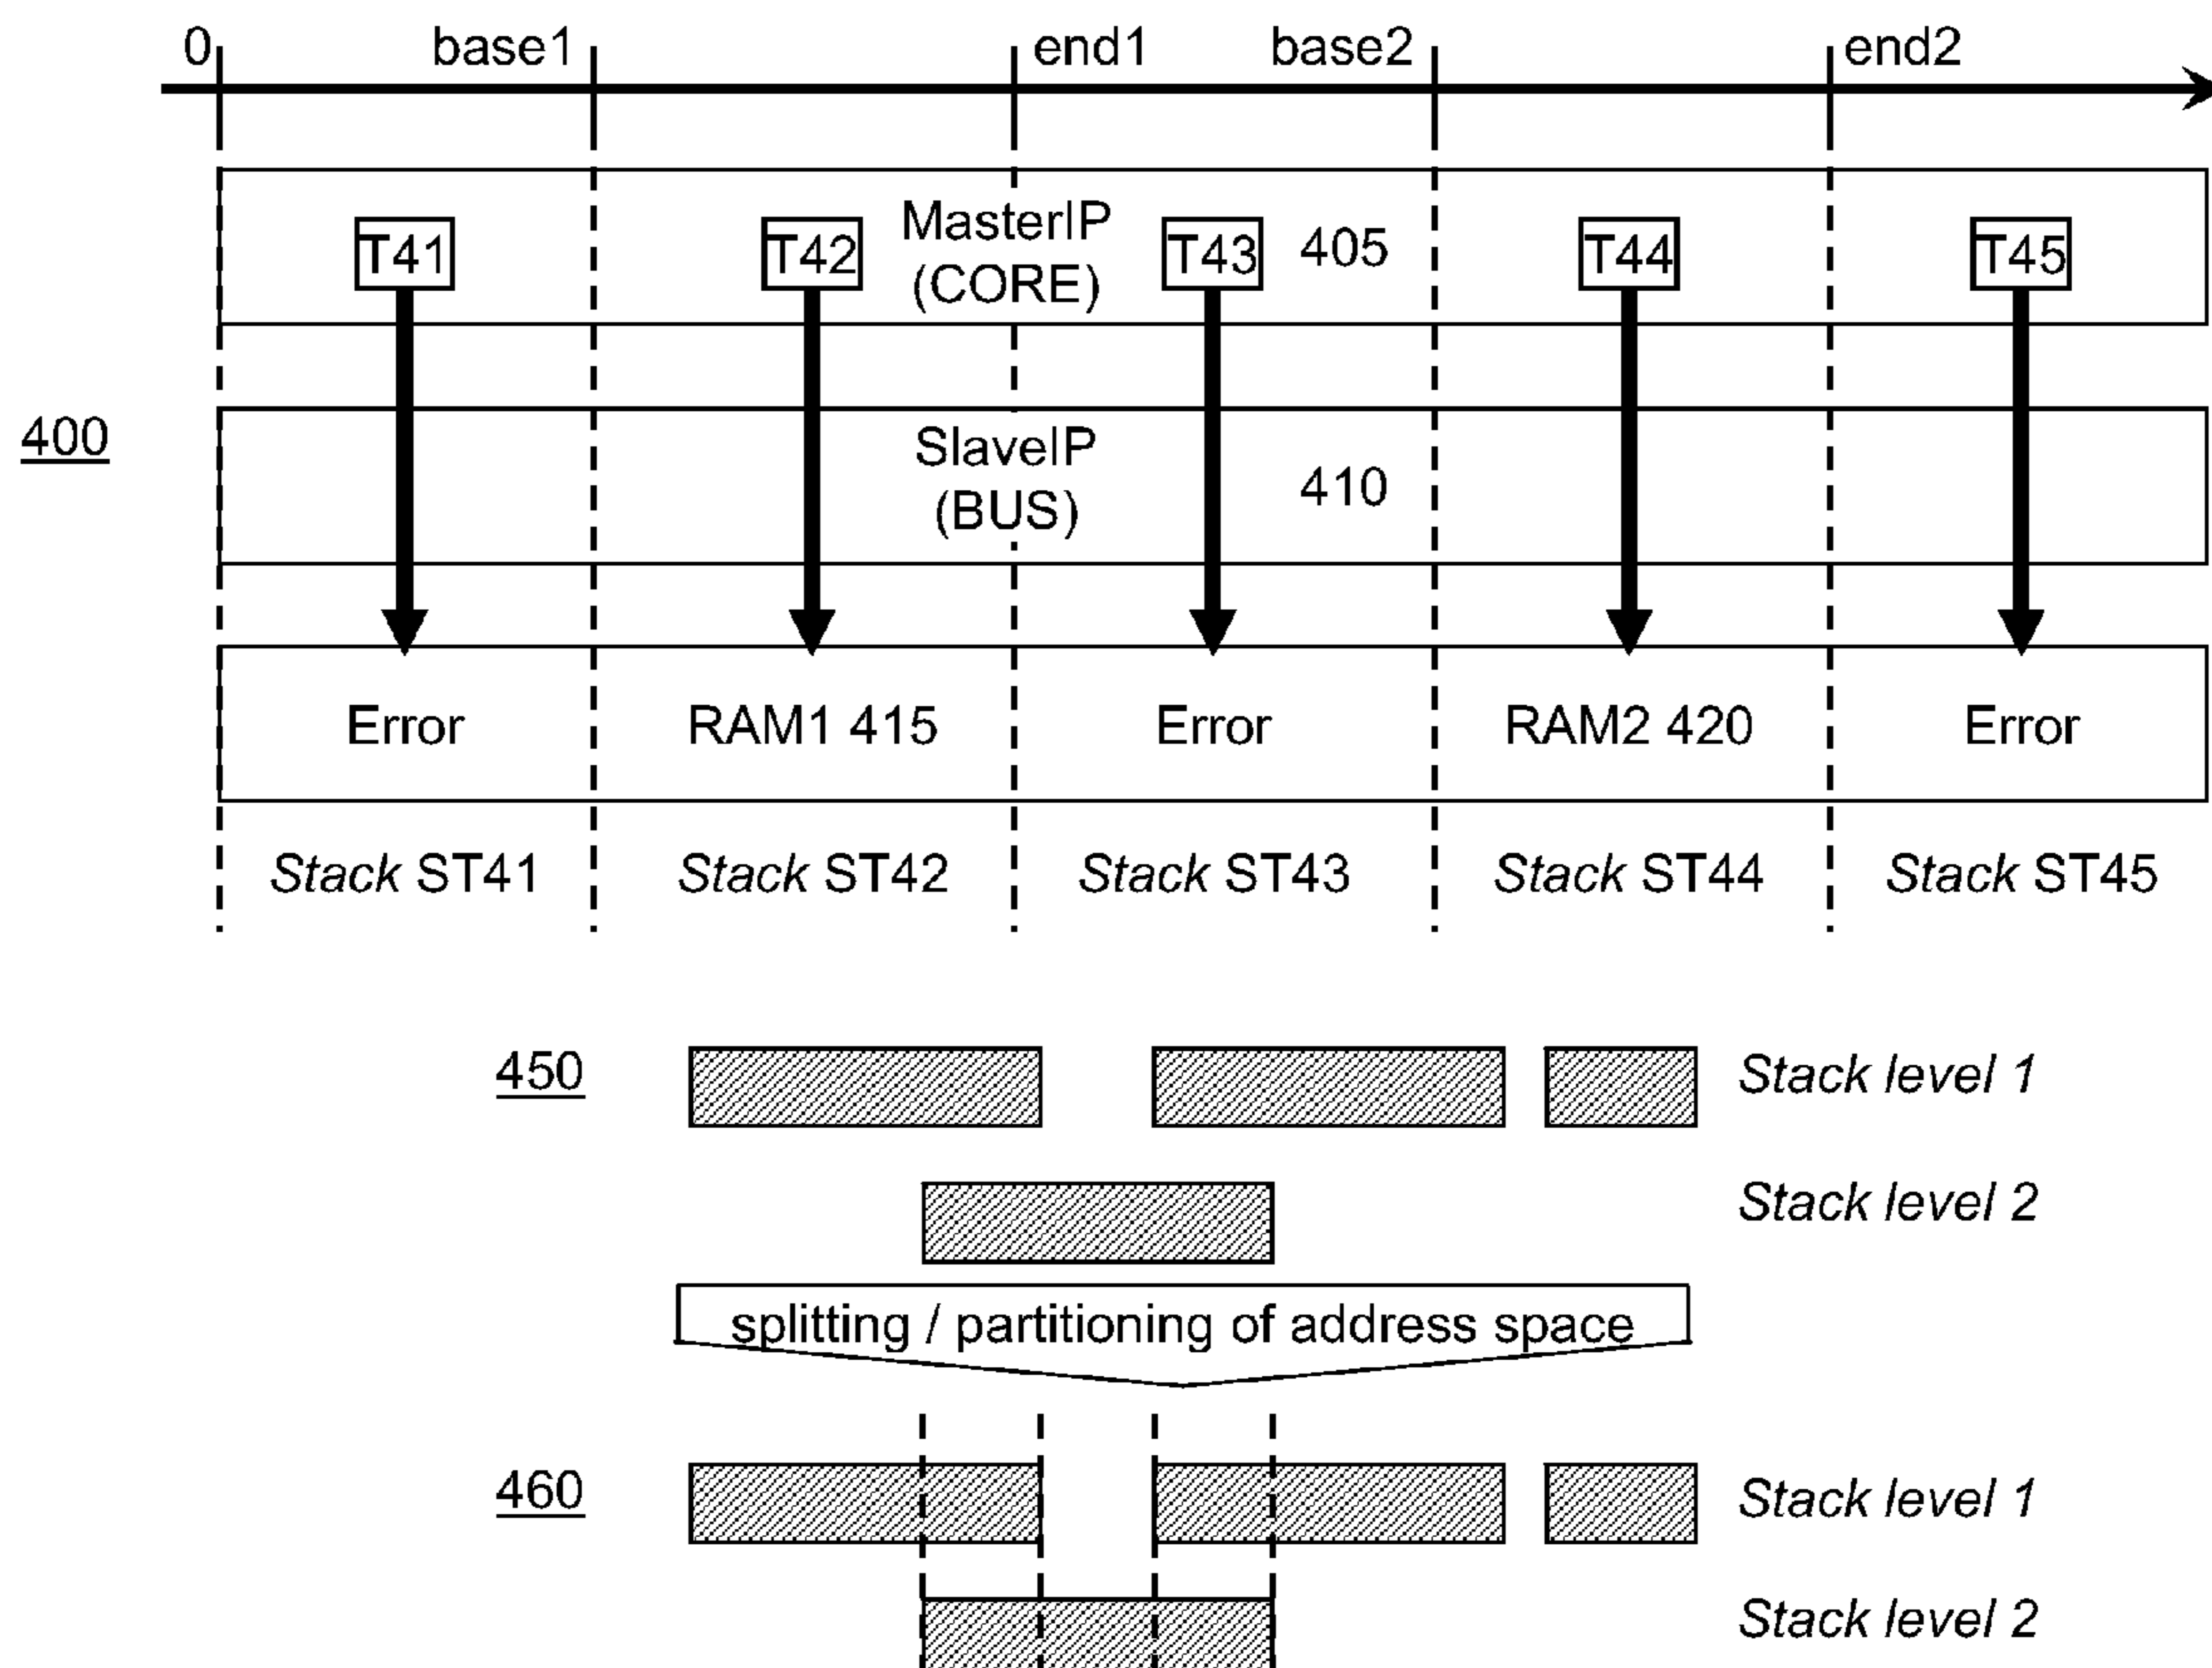 0 base1 end1 base2 end2
MasterIP
T41 T42 T43 405 T44 T45
(CORE)
SlaveIP
400
410
(BUS)
Error RAM1 415 Error RAM2 420 Error
Stack ST41 Stack ST42 Stack ST43 Stack ST44 Stack ST45
450 Stack level 1
Stack level 2
splitting / partitioning of address space
460 Stack level 1
Stack level 2